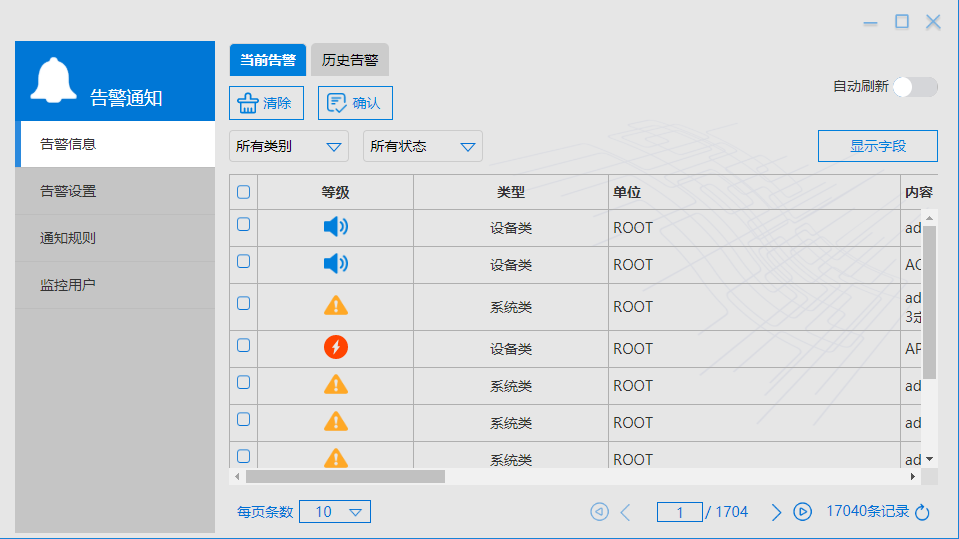 告警通知
告警信息
告警设置
通知规则
监控用户
当前告警 历史告警
清除 确认
自动刷新
所有类别 所有状态
显示字段
等级 类型 单位 内容
设备类 ROOT ad
设备类 ROOT AC
系统类 ROOT ad
3定
设备类 ROOT AP
系统类 ROOT ad
系统类 ROOT ad
系统类 ROOT ad
每页条数 10
1 / 1704
17040条记录